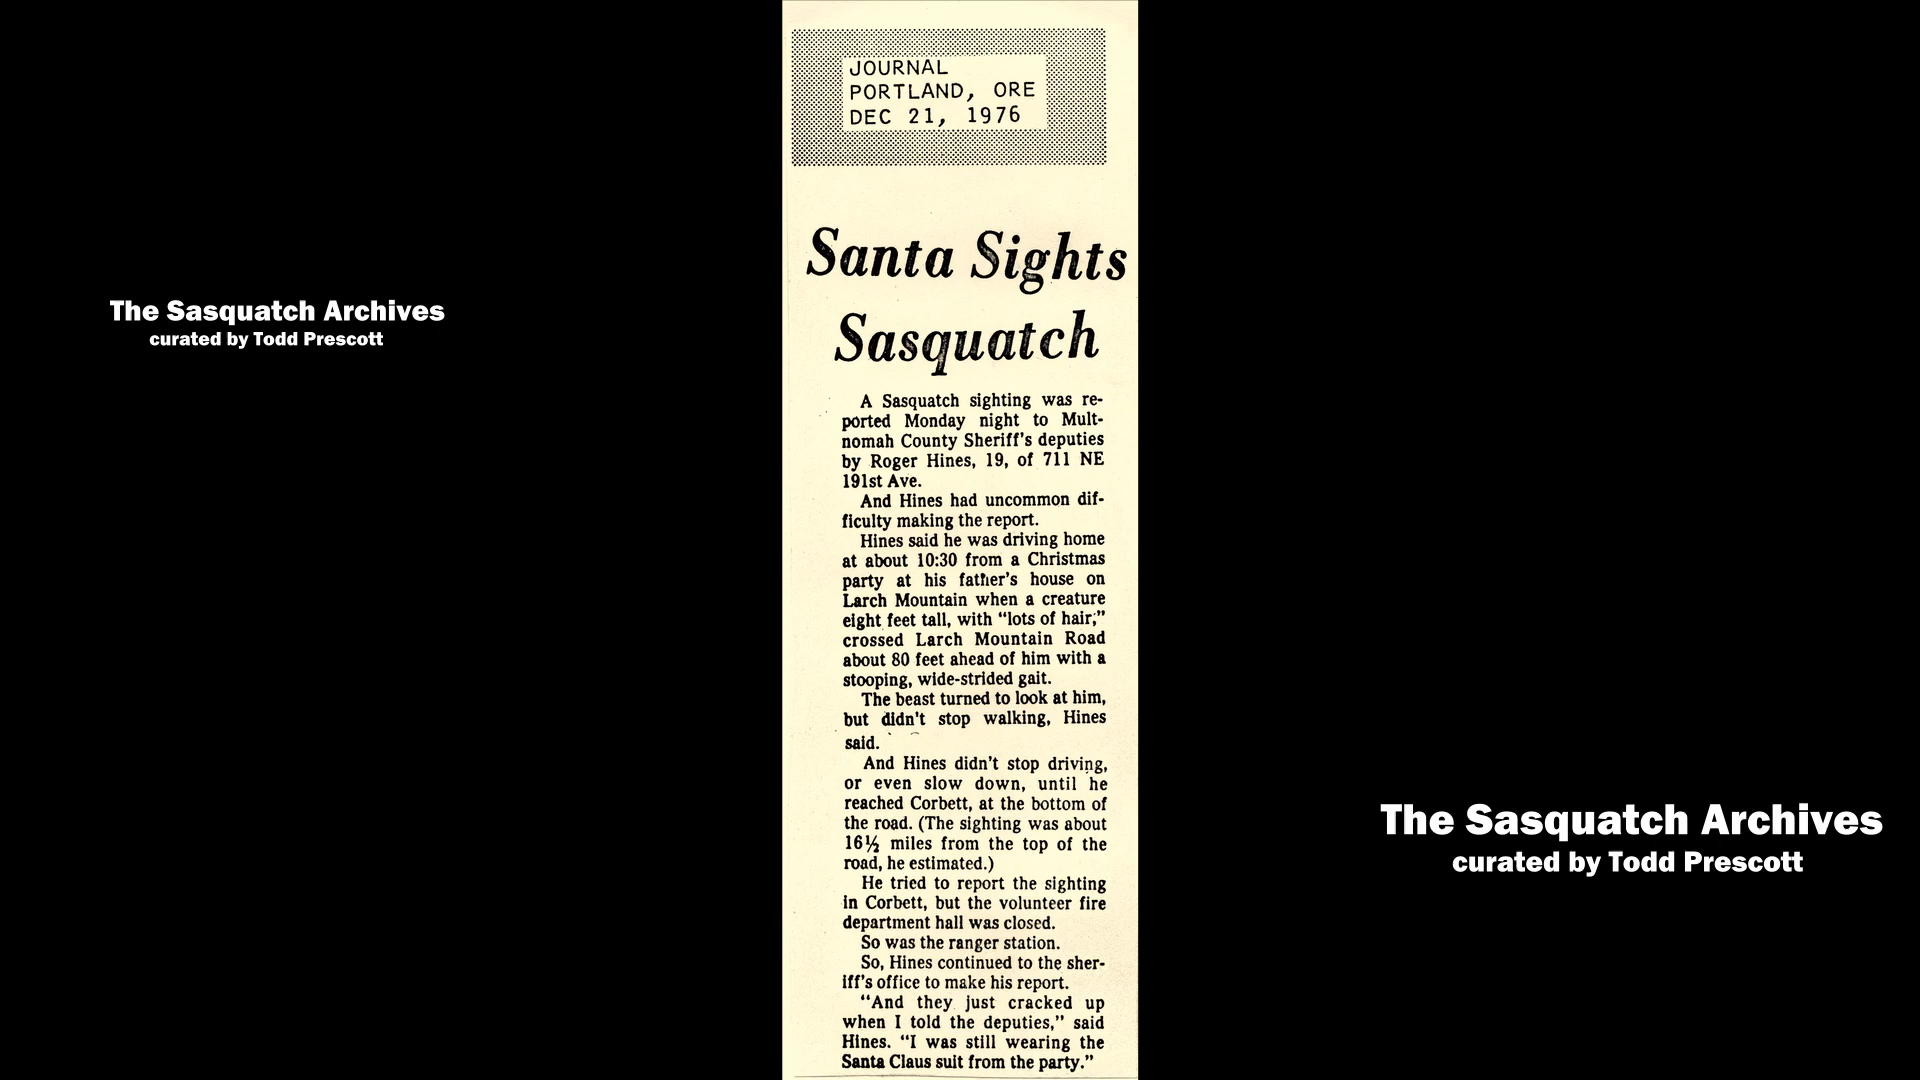 The Sasquatch Archives
curated by Todd Prescott
JOURNAL
PORTLAND, ORE
DEC 21, 1976
Santa Sights
Sasquatch
A Sasquatch sighting was re-
ported Monday night to Mult-
nomah County Sheriff's deputies
by Roger Hines, 19, of 711 NE
191st Ave.
And Hines had uncommon dif-
ficulty making the report.
Hines said he was driving home
at about 10:30 from a Christmas
party at his father's house on
Larch Mountain when a creature
eight feet tall, with "lots of hair,"
crossed Larch Mountain Road
about 80 feet ahead of him with a
stooping, wide-strided gait.
The beast turned to look at him,
but didn't stop walking, Hines
said.
And Hines didn't stop driving,
or even slow down, until he
reached Corbett, at the bottom of
the road. (The sighting was about
16½ miles from the top of the
road, he estimated.)
He tried to report the sighting
in Corbett, but the volunteer fire
department hall was closed.
So was the ranger station.
So, Hines continued to the sher-
iff's office to make his report.
"And they just cracked up
when I told the deputies," said
Hines. "I was still wearing the
Santa Claus suit from the party."
The Sasquatch Archives
curated by Todd Prescott